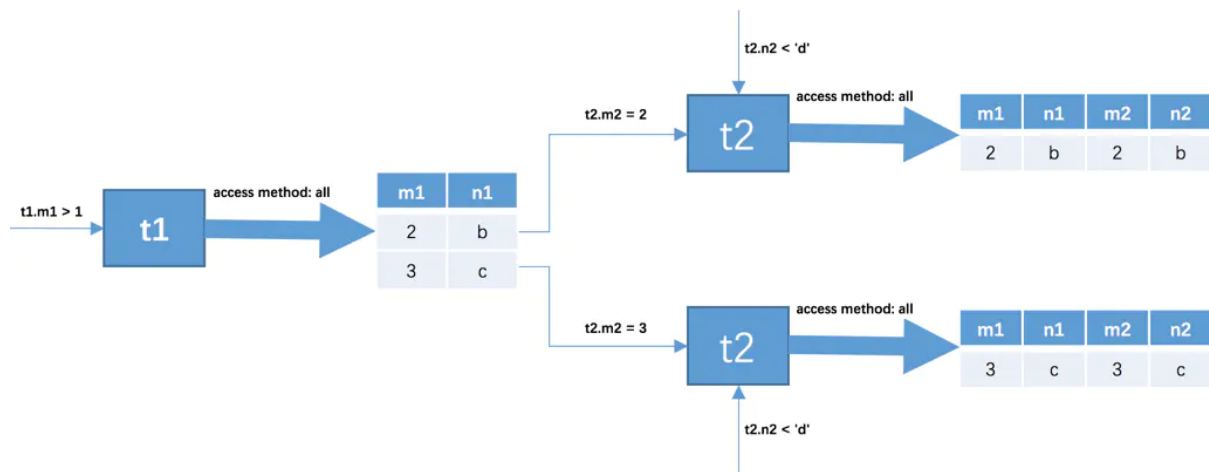 t1.m1 > 1
t1
access method: all
m1 n1
2 b
3 c
t2.m2 = 2
t2.n2 < 'd'
t2
access method: all
m1 n1 m2 n2
2 b 2 b
t2.m2 = 3
t2
access method: all
m1 n1 m2 n2
3 c 3 c
t2.n2 < 'd'